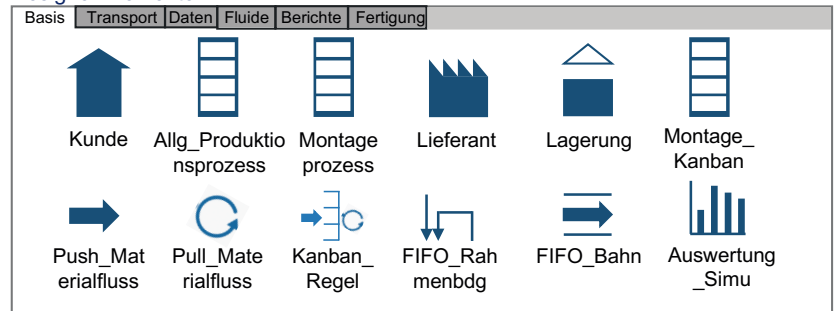 Basis Transport Daten Fluide Berichte Fertigung
Kunde Allg_Produktio Montage Lieferant Lagerung Montage_
nsprozess prozess Kanban
Push_Mat Pull_Mate Kanban_ FIFO_Rah FIFO_Bahn Auswertung
erialfluss rialfluss Regel menbdg _Simu